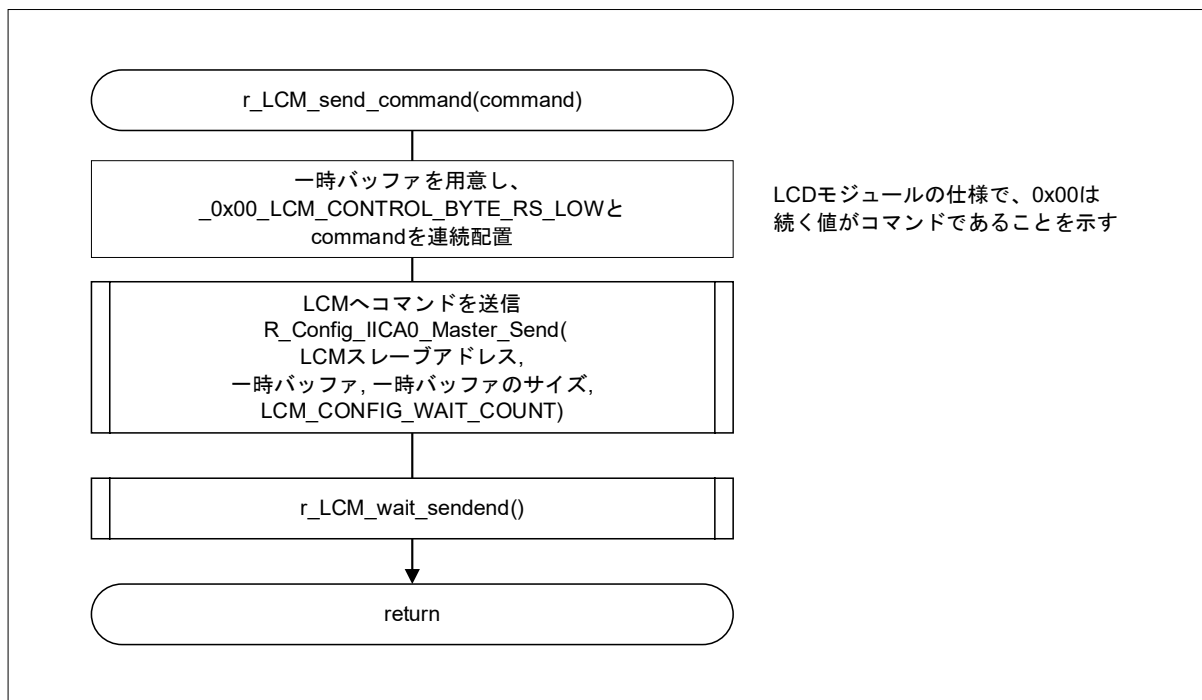 r_LCM_send_command(command)
一時バッファを用意し、
_0x00_LCM_CONTROL_BYTE_RS_LOWと
commandを連続配置
LCDモジュールの仕様で、0x00は
続く値がコマンドであることを示す
LCMへコマンドを送信
R_Config_IICA0_Master_Send(
LCMスレーブアドレス,
一時バッファ, 一時バッファのサイズ,
LCM_CONFIG_WAIT_COUNT)
r_LCM_wait_sendend()
return